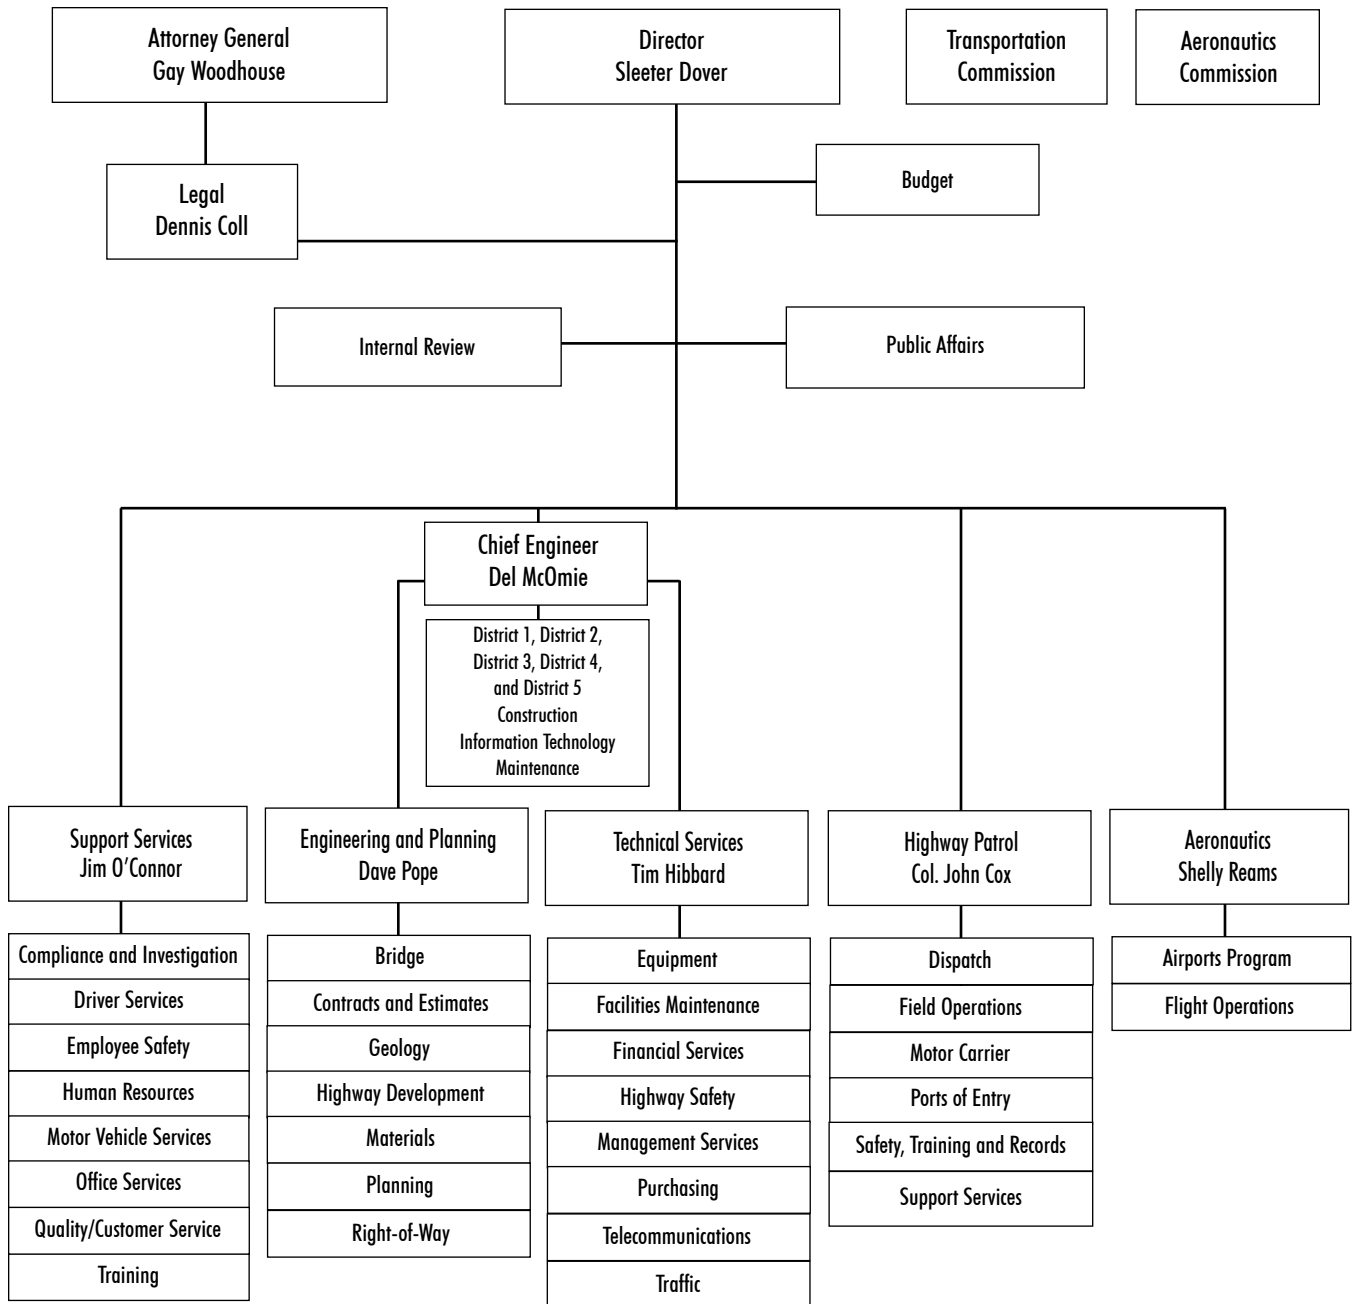 Attorney General
Gay Woodhouse
Director
Sleeter Dover
Transportation
Commission
Aeronautics
Commission
Legal
Dennis Coll
Budget
Internal Review
Public Affairs
Chief Engineer
Del McOmie
District 1, District 2,
District 3, District 4,
and District 5
Construction
Information Technology
Maintenance
Support Services
Jim O'Connor
Compliance and Investigation
Driver Services
Employee Safety
Human Resources
Motor Vehicle Services
Office Services
Quality/Customer Service
Training
Engineering and Planning
Dave Pope
Bridge
Contracts and Estimates
Geology
Highway Development
Materials
Planning
Right-of-Way
Technical Services
Tim Hibbard
Equipment
Facilities Maintenance
Financial Services
Highway Safety
Management Services
Purchasing
Telecommunications
Traffic
Highway Patrol
Col. John Cox
Dispatch
Field Operations
Motor Carrier
Ports of Entry
Safety, Training and Records
Support Services
Aeronautics
Shelly Reams
Airports Program
Flight Operations